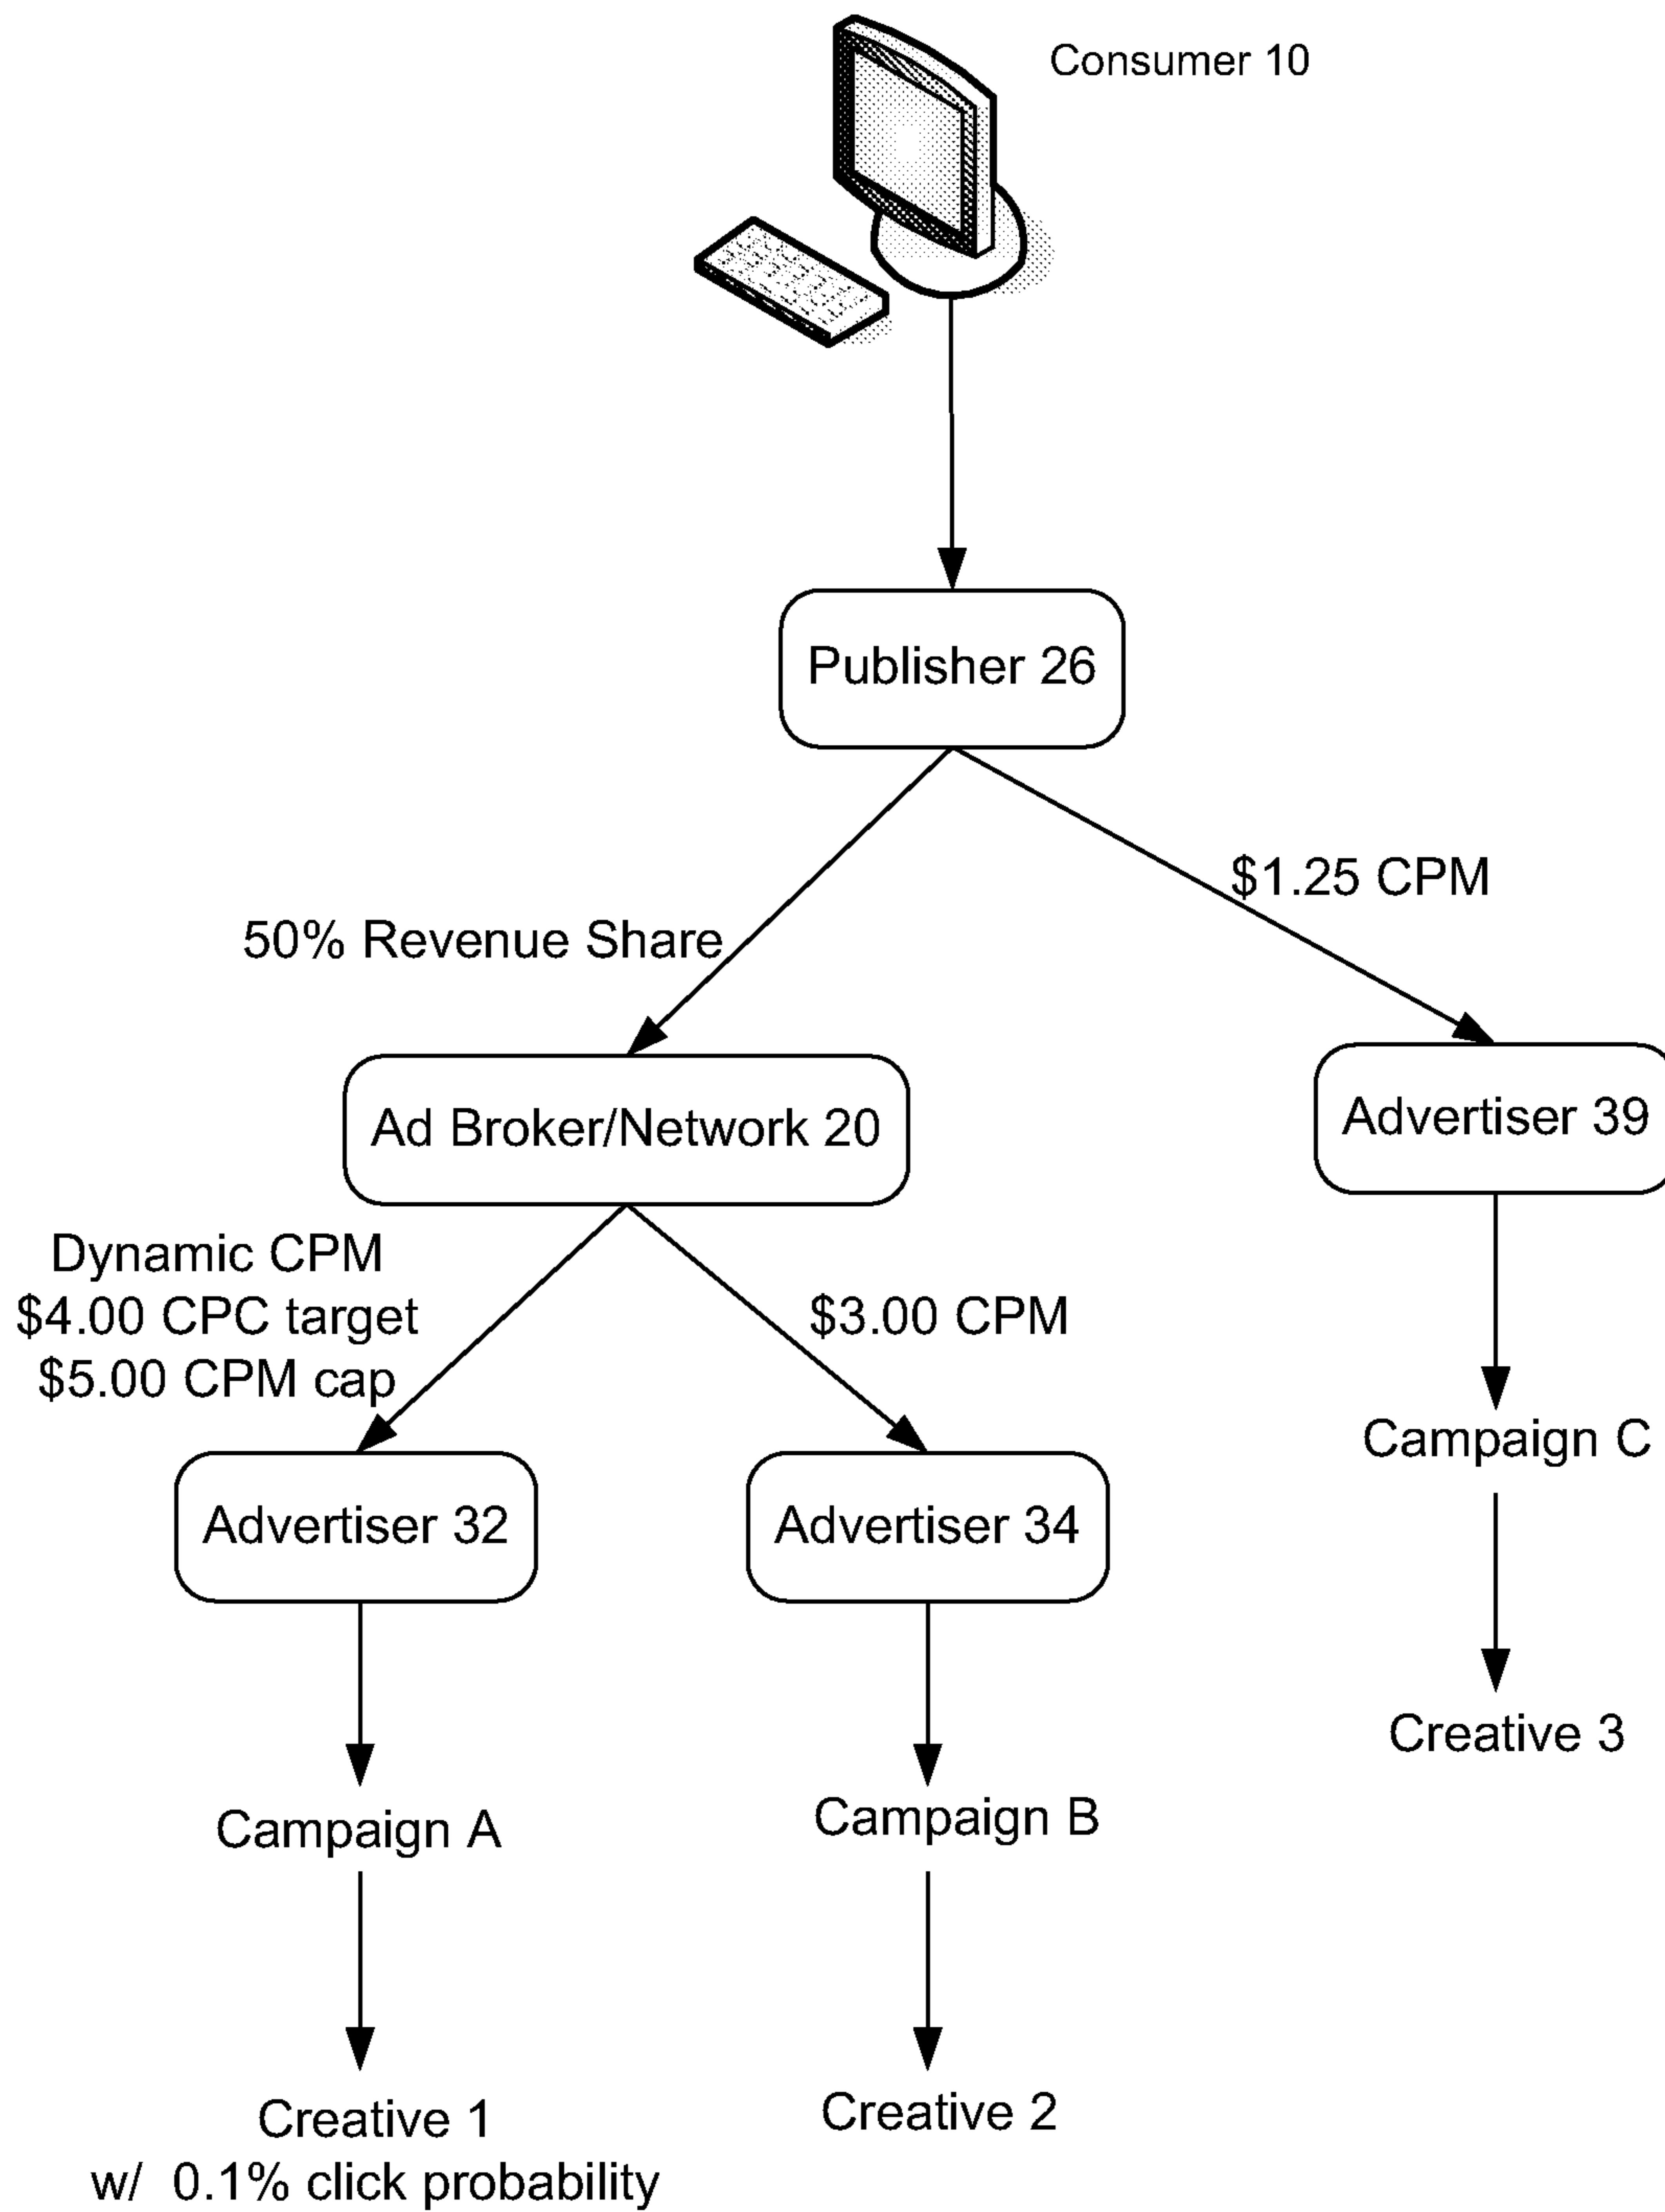 Consumer 10
Publisher 26
$1.25 CPM
50% Revenue Share
Ad Broker/Network 20
Advertiser 39
Dynamic CPM
$4.00 CPC target
$5.00 CPM cap
$3.00 CPM
Advertiser 32
Advertiser 34
Campaign C
Creative 3
Campaign A
Campaign B
Creative 1
w/ 0.1% click probability
Creative 2